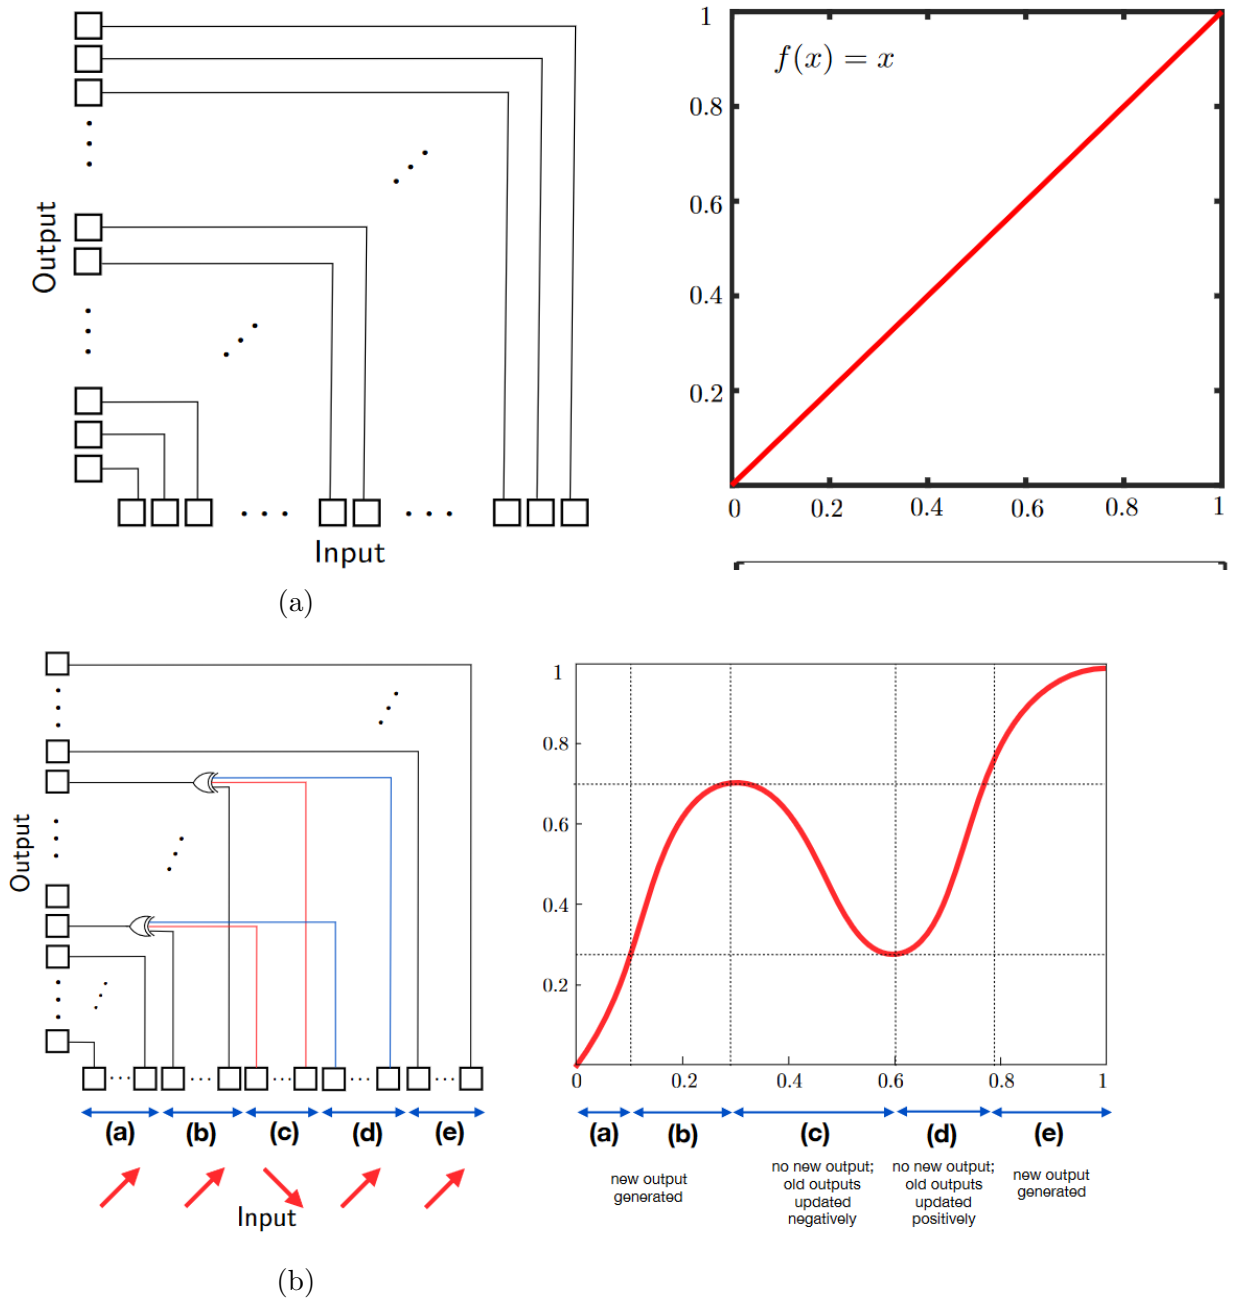 Output
Input
f(x) = x
1
0.8
0.6
0.4
0.2
0 0.2 0.4 0.6 0.8 1
(a)
Output
(a) (b) (c) (d) (e)
Input
1
0.8
0.6
0.4
0.2
0 0.2 0.4 0.6 0.8 1
(a) (b) (c) (d) (e)
new output
generated
no new output;
old outputs
updated
negatively
no new output;
old outputs
updated
positively
new output
generated
(b)